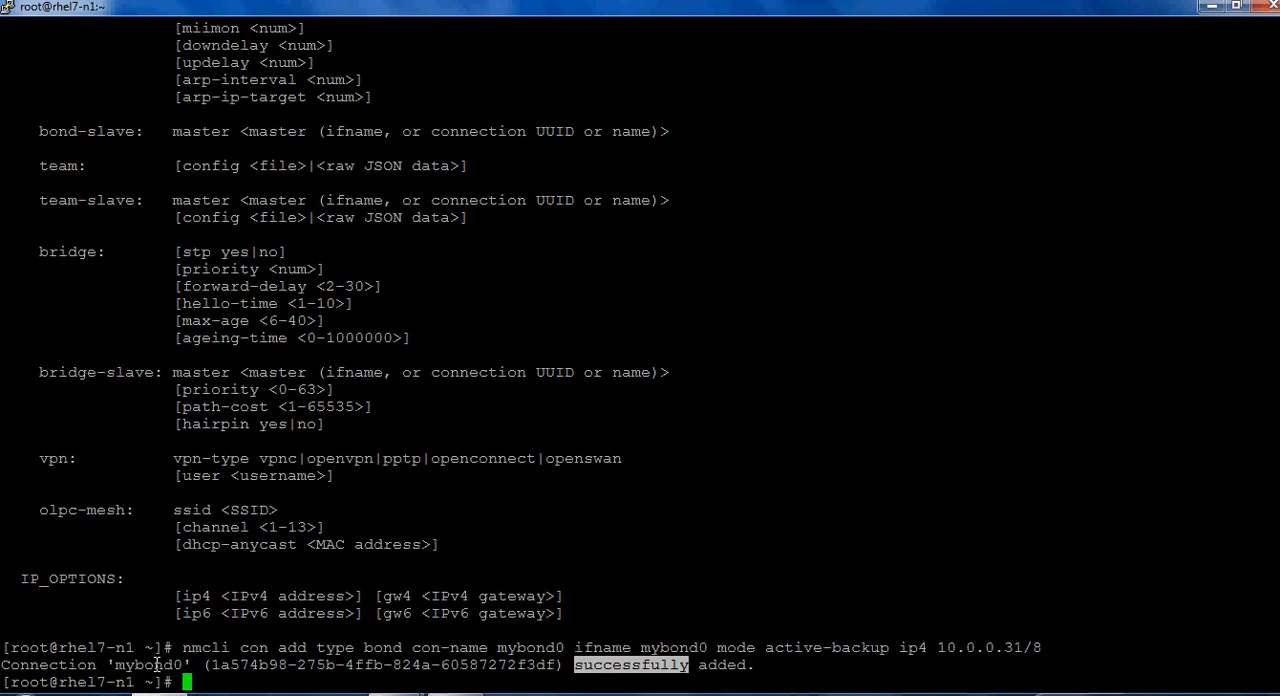 root@rhel7-n1:~
[miimon <num>]
[downdelay <num>]
[updelay <num>]
[arp-interval <num>]
[arp-ip-target <num>]
bond-slave: master <master (ifname, or connection UUID or name)>
team: [config <file>|<raw JSON data>]
team-slave: master <master (ifname, or connection UUID or name)>
[config <file>|<raw JSON data>]
bridge: [stp yes|no]
[priority <num>]
[forward-delay <2-30>]
[hello-time <1-10>]
[max-age <6-40>]
[ageing-time <0-1000000>]
bridge-slave: master <master (ifname, or connection UUID or name)>
[priority <0-63>]
[path-cost <1-65535>]
[hairpin yes|no]
vpn: vpn-type vpnc|openvpn|pptp|openconnect|openswan
[user <username>]
olpc-mesh: ssid <SSID>
[channel <1-13>]
[dhcp-anycast <MAC address>]
IP_OPTIONS:
[ip4 <IPv4 address>] [gw4 <IPv4 gateway>]
[ip6 <IPv6 address>] [gw6 <IPv6 gateway>]
[root@rhel7-n1 ~]# nmcli con add type bond con-name mybond0 ifname mybond0 mode active-backup ip4 10.0.0.31/8
Connection 'mybond0' (1a574b98-275b-4ffb-824a-60587272f3df) successfully added.
[root@rhel7-n1 ~]#